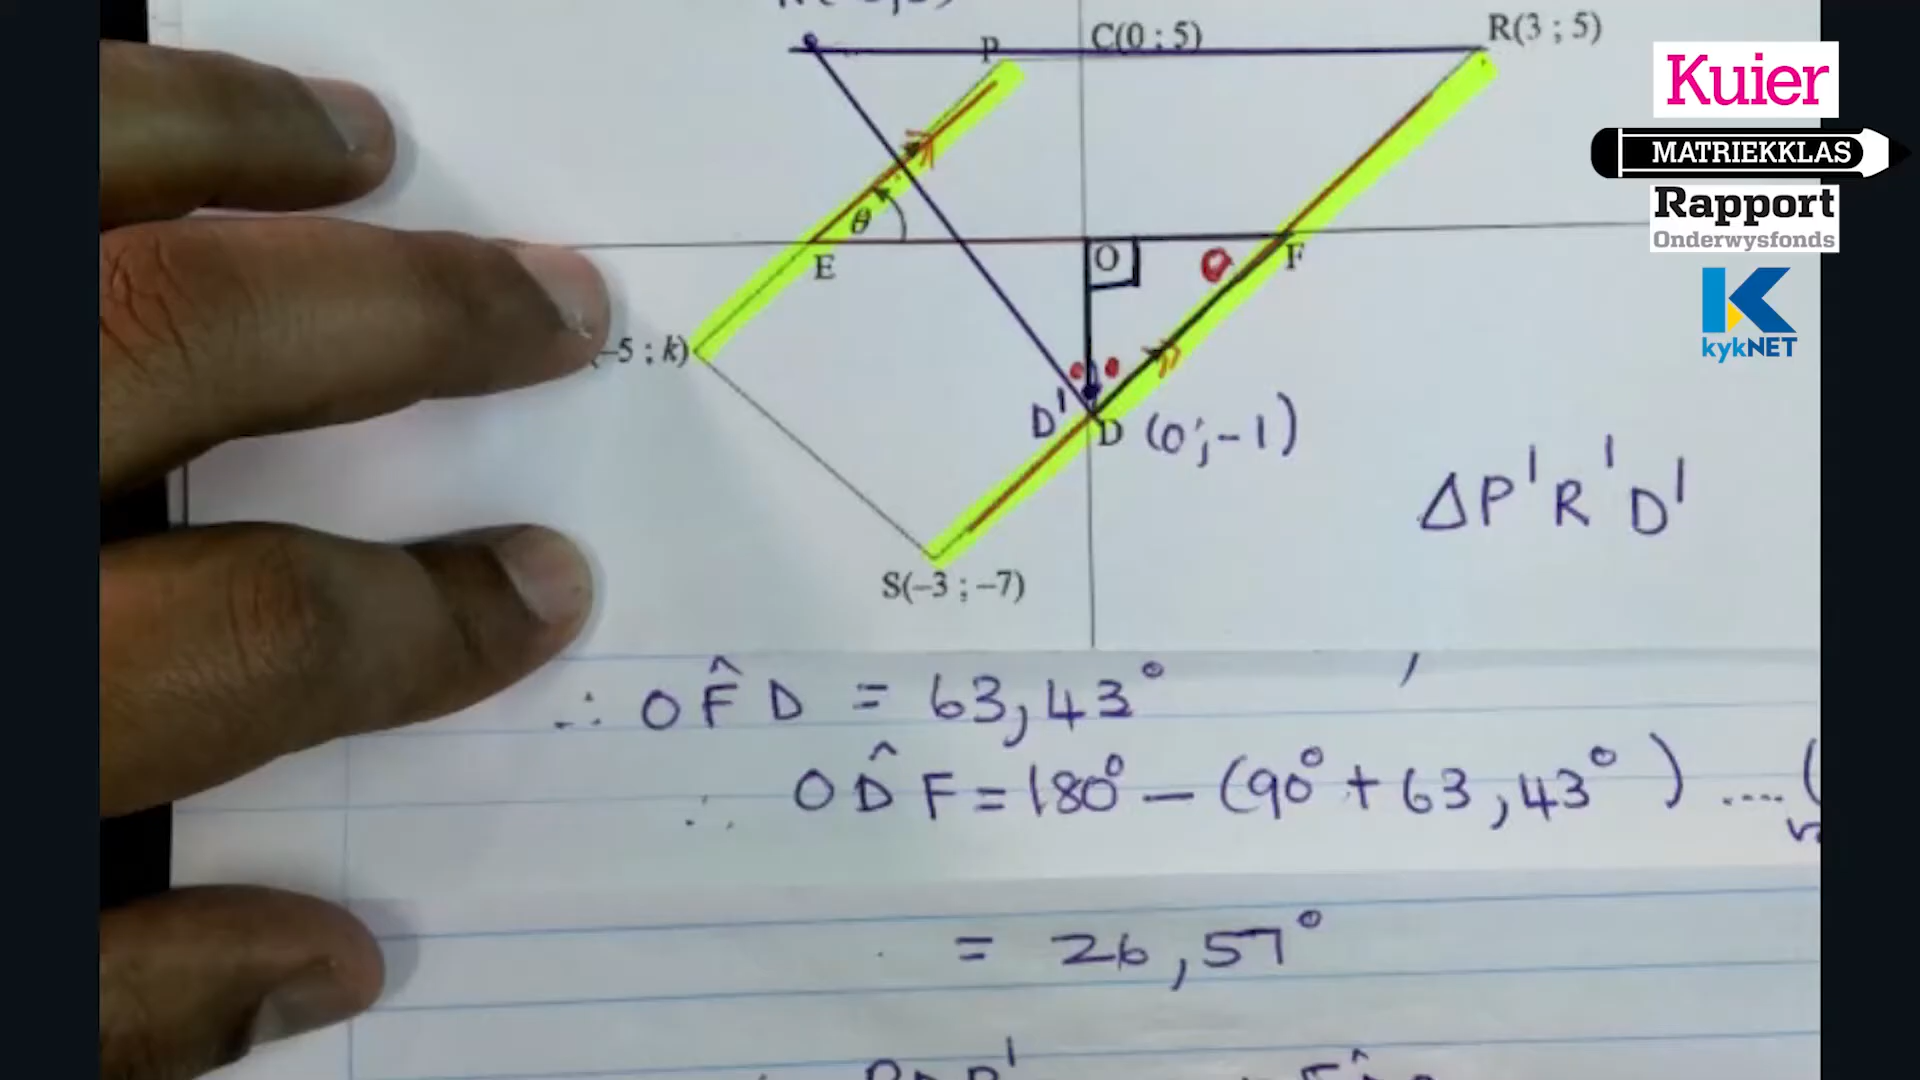 P
C(0 ; 5)
R(3 ; 5)
Kuier
MATRIEKKLAS
Rapport
Onderwysfonds
kykNET
θ
E
O
F
–5 ; k)
D'
D (0 ; -1)
ΔP'R'D'
S(–3 ; –7)
∴ OF̂D = 63,43°
∴ OD̂F = 180° - (90° + 63,43°) .... (
= 26,57°